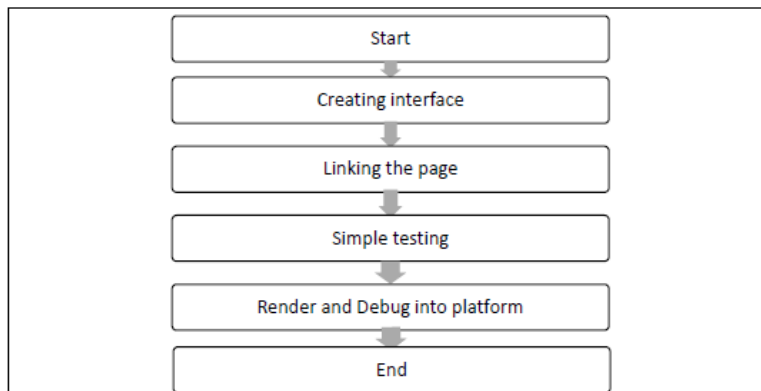 Start
Creating interface
Linking the page
Simple testing
Render and Debug into platform
End